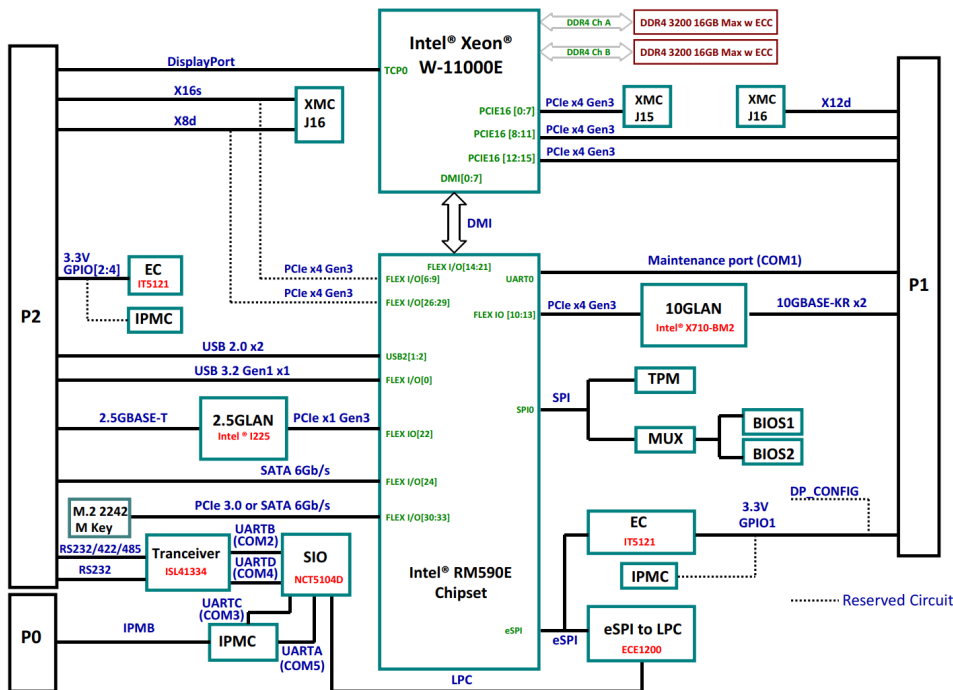 Intel® Xeon®
W-11000E
DDR4 Ch A
DDR4 3200 16GB Max w ECC
DDR4 Ch B
DDR4 3200 16GB Max w ECC
DisplayPort
TCP0
X16s
XMC
J16
X8d
PCIE16 [0:7]
PCIe x4 Gen3
XMC
J15
XMC
J16
X12d
PCIE16 [8:11]
PCIe x4 Gen3
PCIE16 [12:15]
PCIe x4 Gen3
DMI[0:7]
DMI
3.3V
GPIO[2:4]
EC
IT5121
IPMC
P2
PCIe x4 Gen3
FLEX I/O[14:21]
FLEX I/O[6:9]
UART0
Maintenance port (COM1)
PCIe x4 Gen3
FLEX I/O[26:29]
FLEX IO [10:13]
PCIe x4 Gen3
10GLAN
Intel® X710-BM2
10GBASE-KR x2
P1
USB 2.0 x2
USB2[1:2]
USB 3.2 Gen1 x1
FLEX I/O[0]
TPM
SPI
SPI0
2.5GBASE-T
2.5GLAN
Intel ® I225
PCIe x1 Gen3
FLEX IO[22]
MUX
BIOS1
BIOS2
SATA 6Gb/s
FLEX I/O[24]
M.2 2242
M Key
PCIe 3.0 or SATA 6Gb/s
FLEX I/O[30:33]
DP_CONFIG
3.3V
GPIO1
EC
IT5121
IPMC
RS232/422/485
RS232
Tranceiver
ISL41334
UARTB
(COM2)
UARTD
(COM4)
SIO
NCT5104D
Intel® RM590E
Chipset
Reserved Circuit
UARTC
(COM3)
P0
IPMB
IPMC
UARTA
(COM5)
eSPI
eSPI
eSPI to LPC
ECE1200
LPC